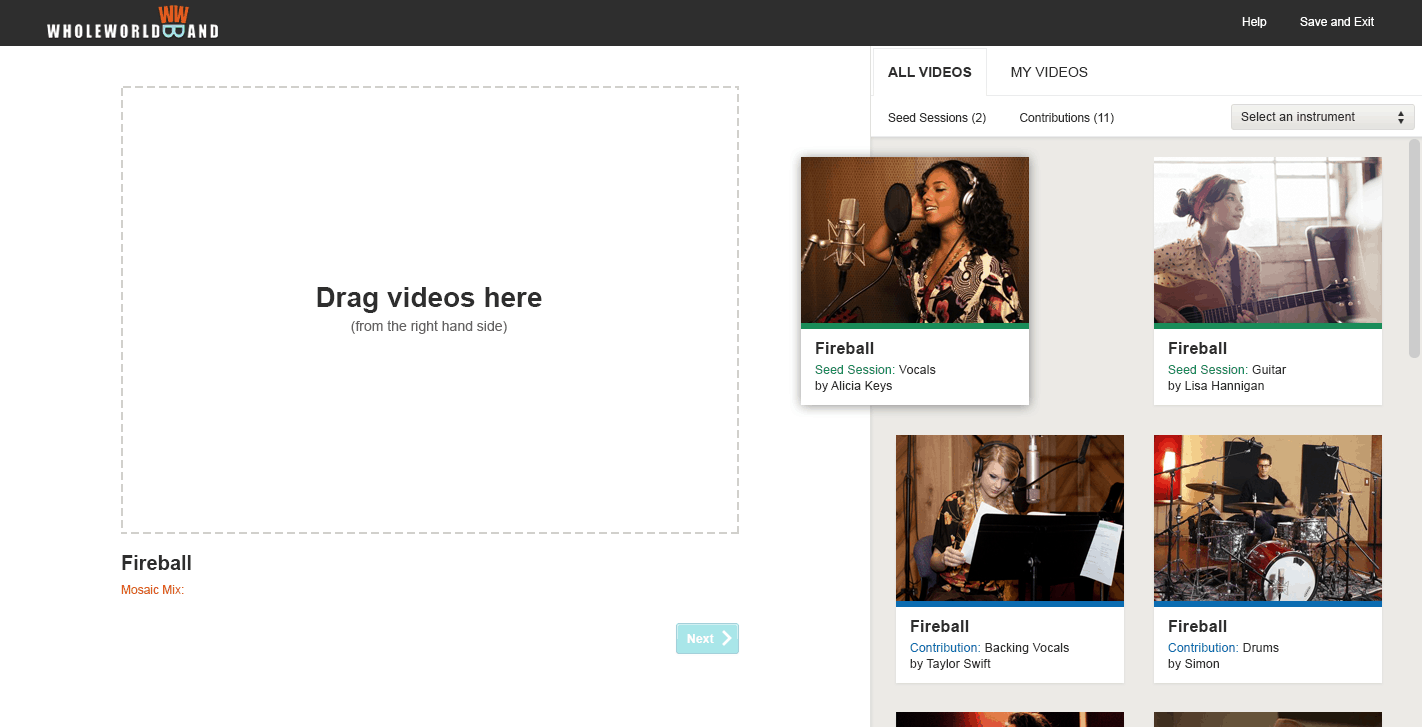 WHOLEWORLDBAND
Help
Save and Exit
ALL VIDEOS
MY VIDEOS
Seed Sessions (2)
Contributions (11)
Select an instrument
Drag videos here
(from the right hand side)
Fireball
Seed Session: Vocals
by Alicia Keys
Fireball
Seed Session: Guitar
by Lisa Hannigan
Fireball
Mosaic Mix:
Next
Fireball
Contribution: Backing Vocals
by Taylor Swift
Fireball
Contribution: Drums
by Simon